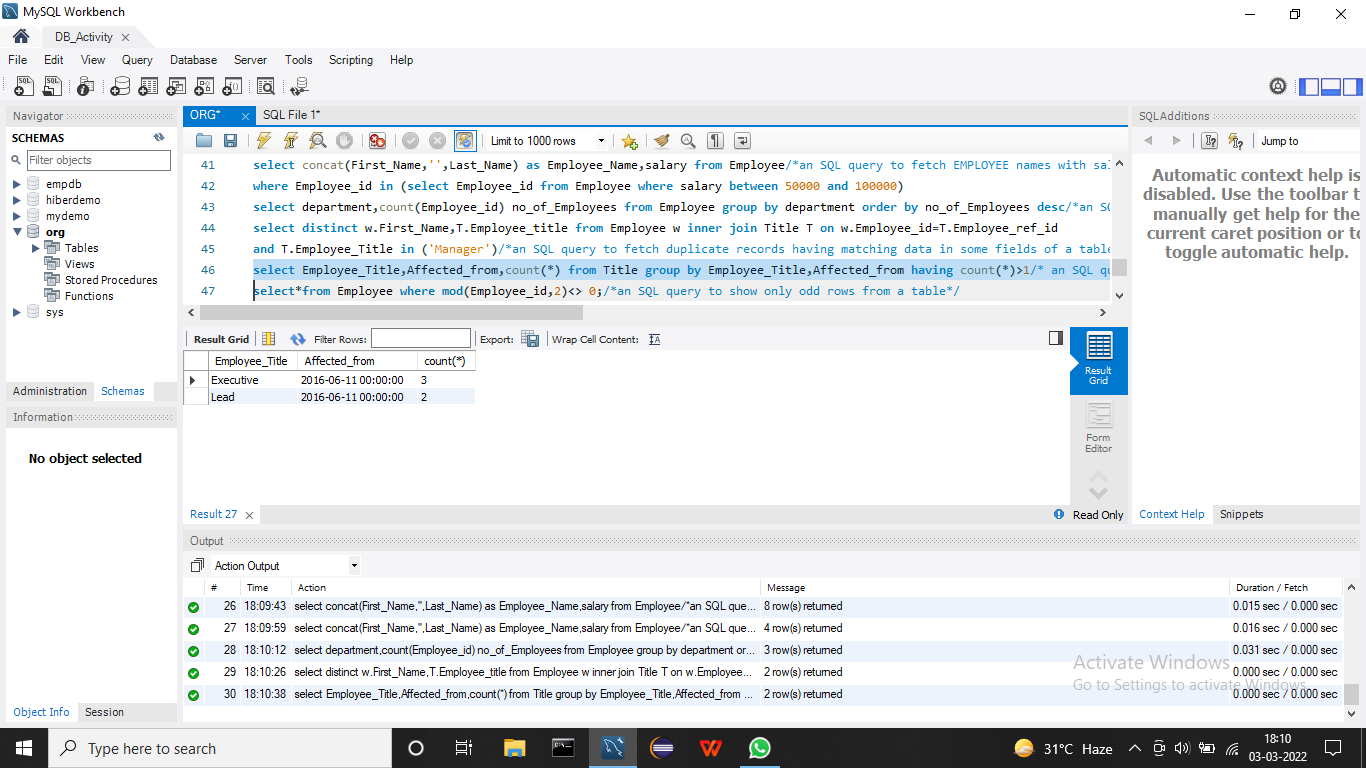 MySQL Workbench
DB_Activity
File Edit View Query Database Server Tools Scripting Help
Navigator
SCHEMAS
Filter objects
empdb
hiberdemo
mydemo
org
Tables
Views
Stored Procedures
Functions
sys
Administration Schemas
Information
No object selected
Object Info Session
ORG* SQL File 1*
Limit to 1000 rows
41 select concat(First_Name,'',Last_Name) as Employee_Name,salary from Employee/*an SQL query to fetch EMPLOYEE names with sal
42 where Employee_id in (select Employee_id from Employee where salary between 50000 and 100000)
43 select department,count(Employee_id) no_of_Employees from Employee group by department order by no_of_Employees desc/*an SQ
44 select distinct w.First_Name,T.Employee_title from Employee w inner join Title T on w.Employee_id=T.Employee_ref_id
45 and T.Employee_Title in ('Manager')/*an SQL query to fetch duplicate records having matching data in some fields of a table
46 select Employee_Title,Affected_from,count(*) from Title group by Employee_Title,Affected_from having count(*)>1/* an SQL qu
47 select*from Employee where mod(Employee_id,2)<> 0;/*an SQL query to show only odd rows from a table*/
Result Grid Filter Rows: Export: Wrap Cell Content:
Employee_Title Affected_from count(*)
Executive 2016-06-11 00:00:00 3
Lead 2016-06-11 00:00:00 2
Result Grid
Form Editor
Result 27
Read Only
SQLAdditions
Jump to
Automatic context help is
disabled. Use the toolbar t
manually get help for the
current caret position or to
toggle automatic help.
Context Help Snippets
Output
Action Output
# Time Action Message Duration / Fetch
26 18:09:43 select concat(First_Name,'',Last_Name) as Employee_Name,salary from Employee/*an SQL que... 8 row(s) returned 0.015 sec / 0.000 sec
27 18:09:59 select concat(First_Name,'',Last_Name) as Employee_Name,salary from Employee/*an SQL que... 4 row(s) returned 0.016 sec / 0.000 sec
28 18:10:12 select department,count(Employee_id) no_of_Employees from Employee group by department or... 3 row(s) returned 0.031 sec / 0.000 sec
29 18:10:26 select distinct w.First_Name,T.Employee_title from Employee w inner join Title T on w.Employee... 2 row(s) returned 0.000 sec / 0.000 sec
30 18:10:38 select Employee_Title,Affected_from,count(*) from Title group by Employee_Title,Affected_from ... 2 row(s) returned 0.000 sec / 0.000 sec
Activate Windows
Go to Settings to activate Windows.
Type here to search
31°C Haze
18:10
03-03-2022